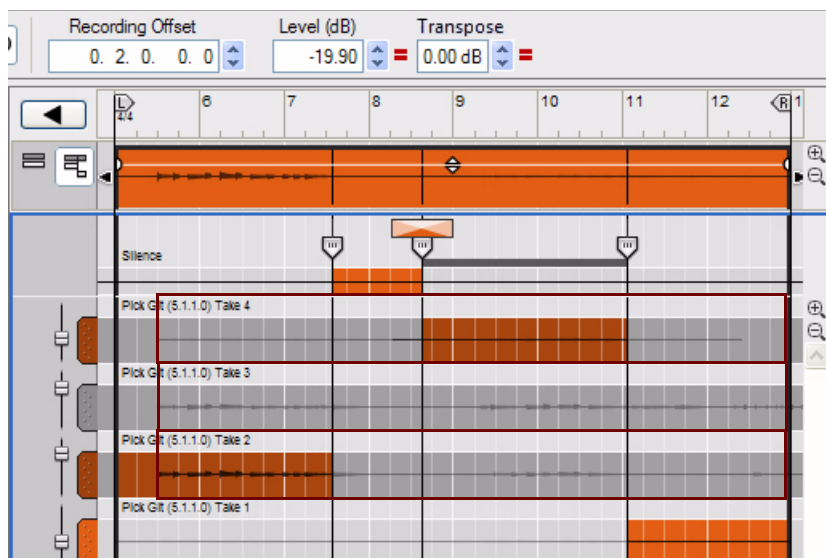 Recording Offset Level (dB) Transpose
0. 2. 0. 0. 0 -19.90 0.00 dB
L 6 7 8 9 10 11 12 R 1
4/4
Silence
Pick Git (5.1.1.0) Take 4
Pick Git (5.1.1.0) Take 3
Pick Git (5.1.1.0) Take 2
Pick Git (5.1.1.0) Take 1